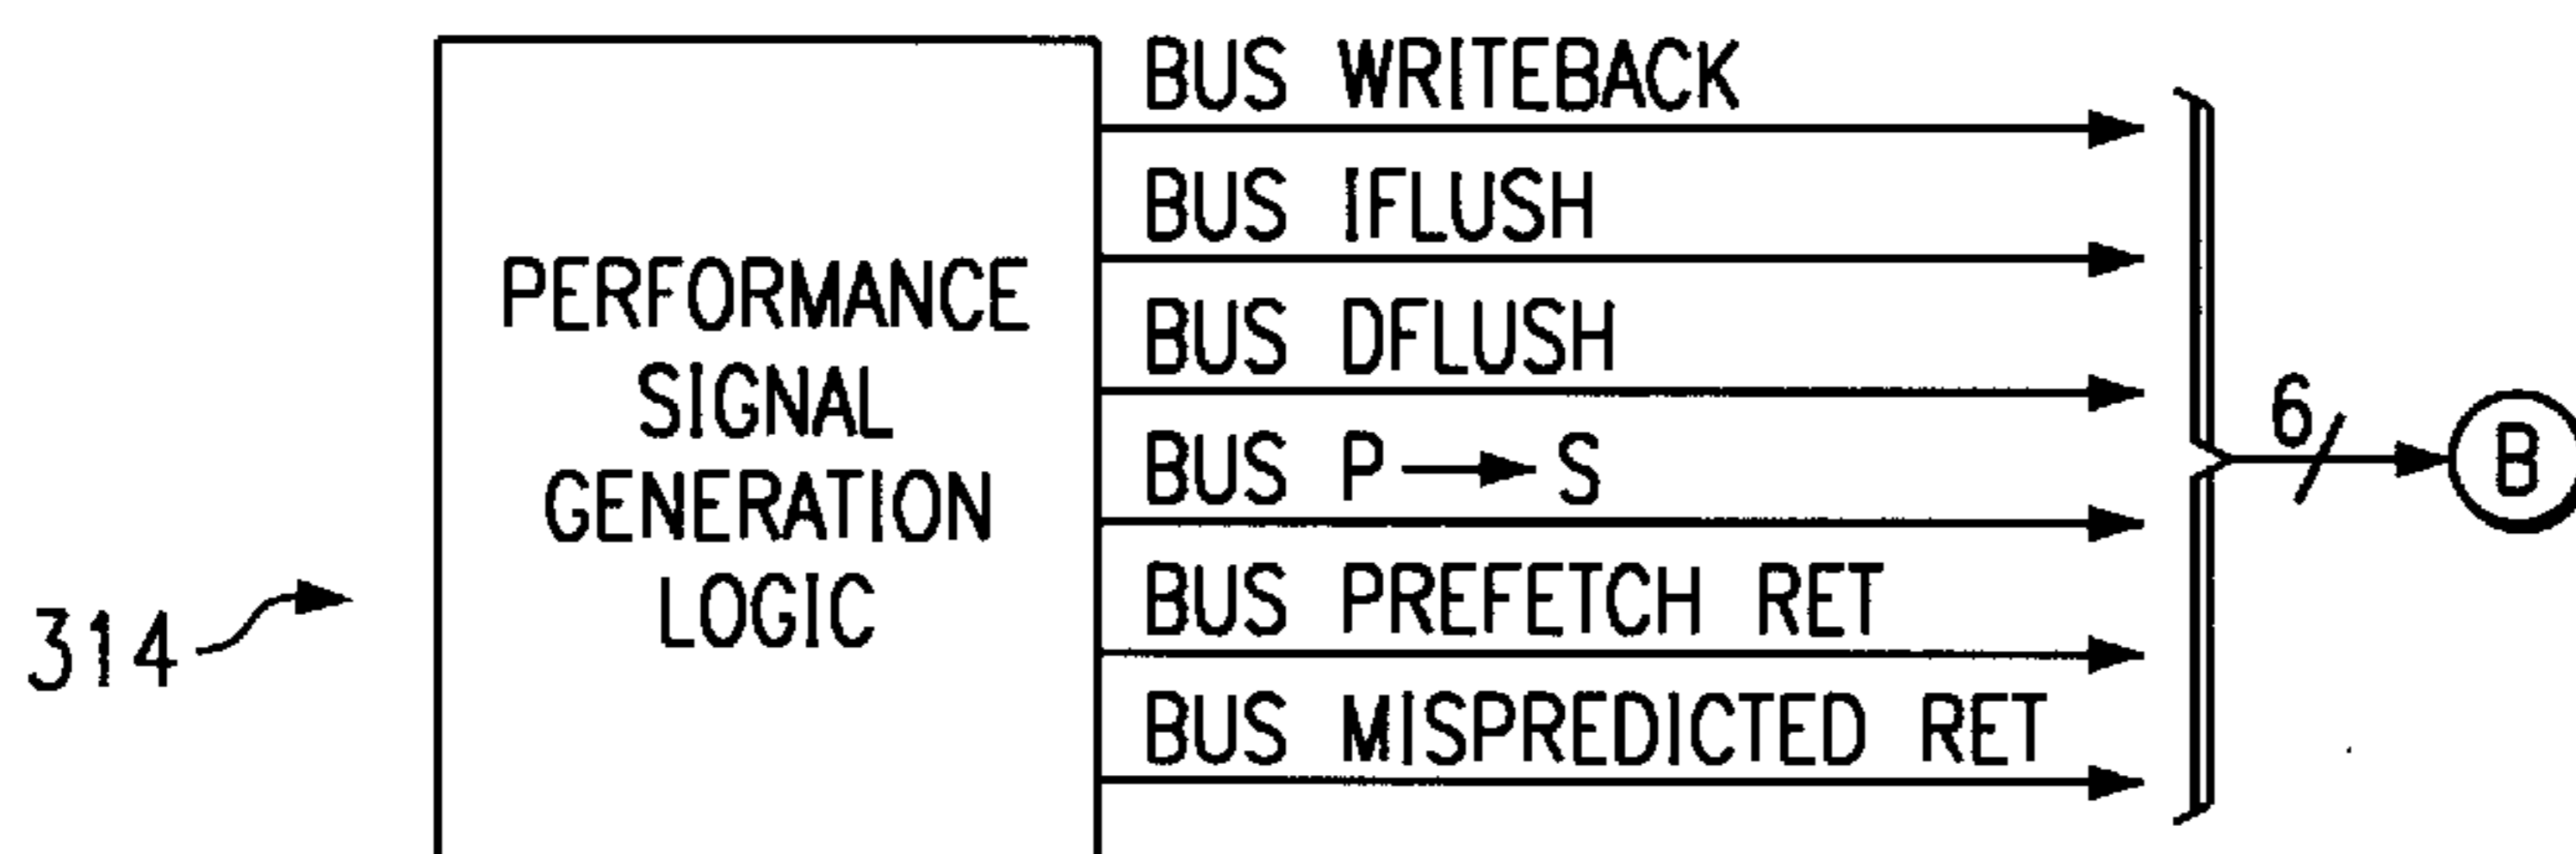 BUS WRITEBACK
BUS IFLUSH
BUS DFLUSH
BUS P → S
BUS PREFETCH RET
BUS MISPREDICTED RET
PERFORMANCE
SIGNAL
GENERATION
LOGIC
314
6
B